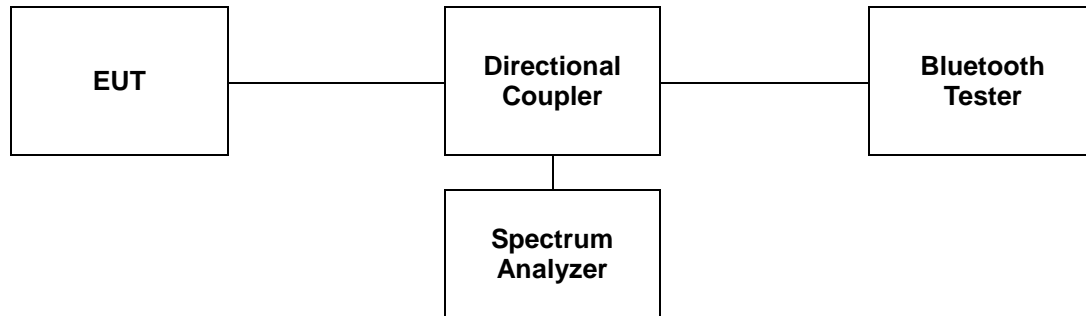 EUT
Directional
Coupler
Bluetooth
Tester
Spectrum
Analyzer